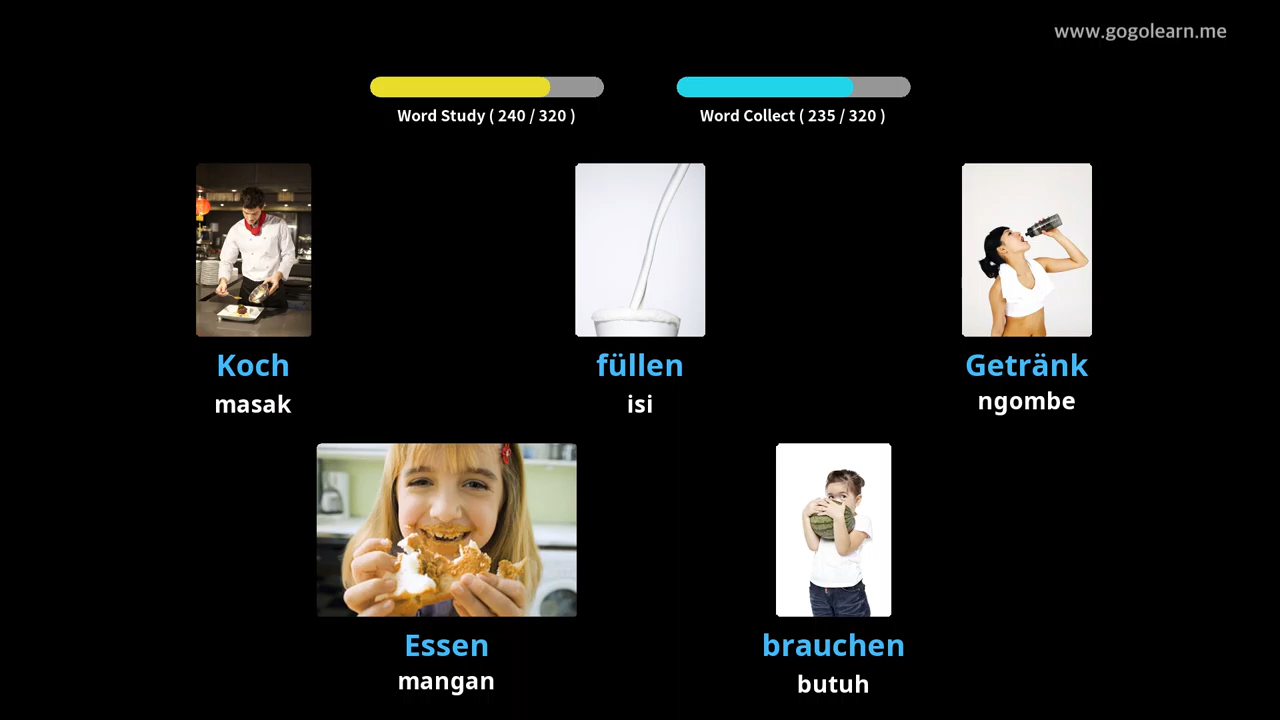 www.gogolearn.me
Word Study ( 240 / 320 )
Word Collect ( 235 / 320 )
Koch
masak
füllen
isi
Getränk
ngombe
Essen
mangan
brauchen
butuh